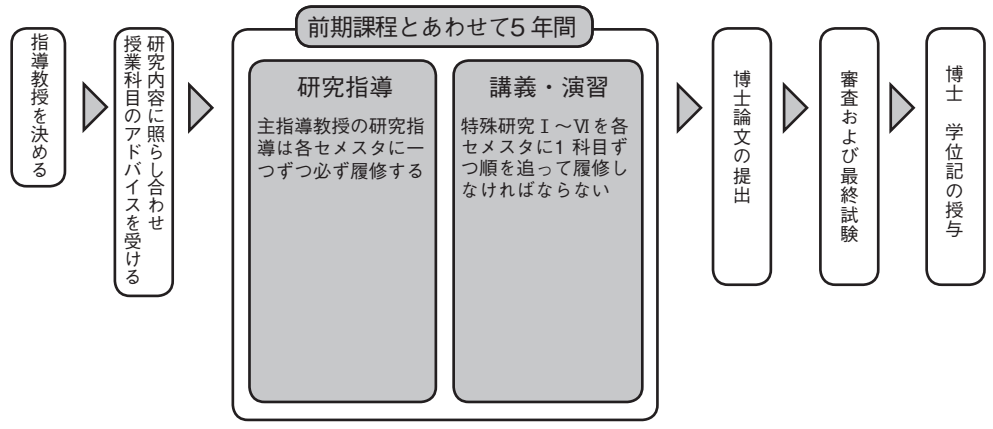 指導教授を決める
研究内容に照らし合わせ
授業科目のアドバイスを受ける
前期課程とあわせて5年間
研究指導
主指導教授の研究指
導は各セメスタに一
つずつ必ず履修する
講義・演習
特殊研究Ⅰ～Ⅵを各
セメスタに1科目ず
つ順を追って履修し
なければならない
博士論文の提出
審査および最終試験
博士 学位記の授与